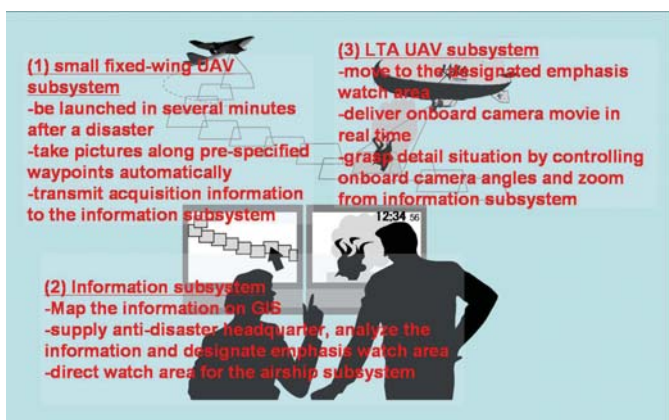 (1) small fixed-wing UAV
subsystem
-be launched in several minutes
after a disaster
-take pictures along pre-specified
waypoints automatically
-transmit acquisition information
to the information subsystem
(3) LTA UAV subsystem
-move to the designated emphasis
watch area
-deliver onboard camera movie in
real time
-grasp detail situation by controlling
onboard camera angles and zoom
from information subsystem
12:34 56
(2) Information subsystem
-Map the information on GIS
-supply anti-disaster headquarter, analyze the
information and designate emphasis watch area
-direct watch area for the airship subsystem